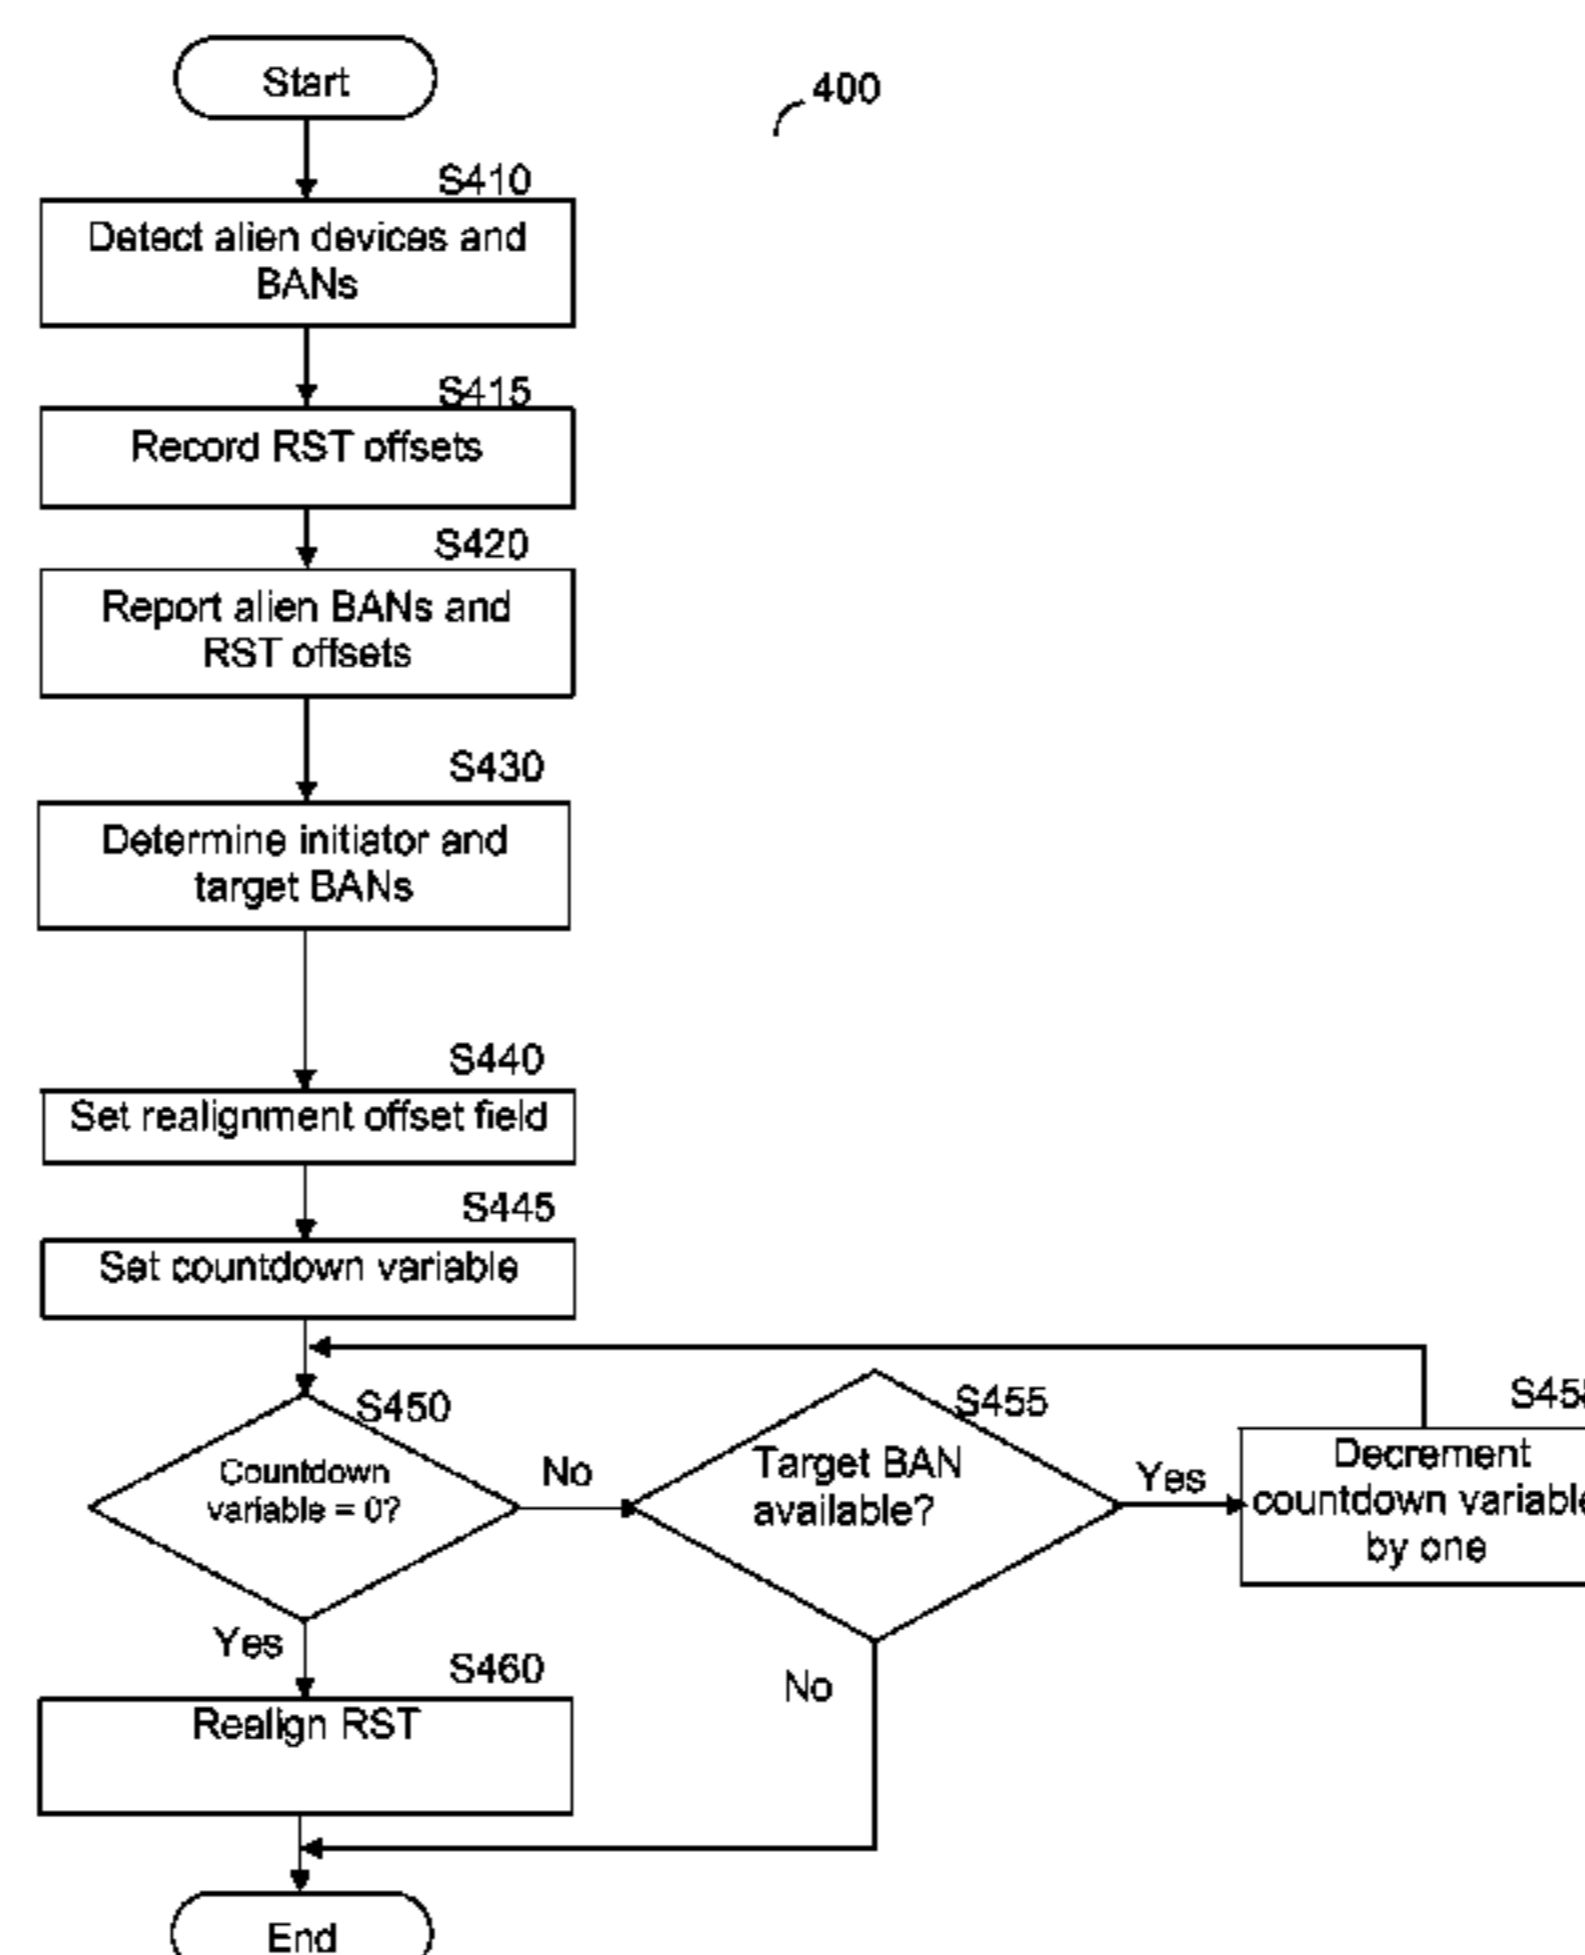 Start
400
S410
Detect alien devices and
BANs
S415
Record RST offsets
S420
Report alien BANs and
RST offsets
S430
Determine initiator and
target BANs
S440
Set realignment offset field
S445
Set countdown variable
S450
Countdown
variable = 0?
No
S455
Target BAN
available?
Yes
Decrement
countdown variable
by one
Yes
No
S460
Realign RST
End